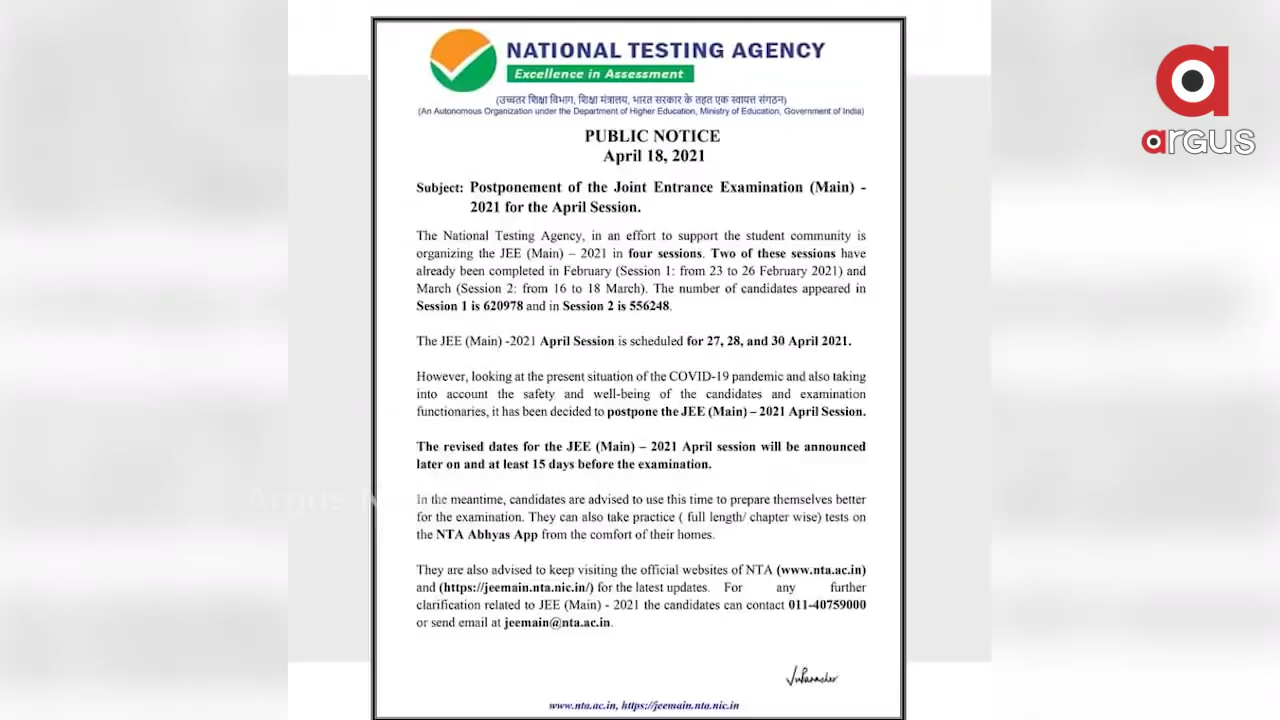 NATIONAL TESTING AGENCY
Excellence in Assessment
(उच्चतर शिक्षा विभाग, शिक्षा मंत्रालय, भारत सरकार के तहत एक स्वायत्त संगठन)
(An Autonomous Organization under the Department of Higher Education, Ministry of Education, Government of India)
argus
PUBLIC NOTICE
April 18, 2021
Subject: Postponement of the Joint Entrance Examination (Main) -
2021 for the April Session.
The National Testing Agency, in an effort to support the student community is
organizing the JEE (Main) – 2021 in four sessions. Two of these sessions have
already been completed in February (Session 1: from 23 to 26 February 2021) and
March (Session 2: from 16 to 18 March). The number of candidates appeared in
Session 1 is 620978 and in Session 2 is 556248.
The JEE (Main) -2021 April Session is scheduled for 27, 28, and 30 April 2021.
However, looking at the present situation of the COVID-19 pandemic and also taking
into account the safety and well-being of the candidates and examination
functionaries, it has been decided to postpone the JEE (Main) – 2021 April Session.
The revised dates for the JEE (Main) – 2021 April session will be announced
later on and at least 15 days before the examination.
Argus
In the meantime, candidates are advised to use this time to prepare themselves better
for the examination. They can also take practice ( full length/ chapter wise) tests on
the NTA Abhyas App from the comfort of their homes.
They are also advised to keep visiting the official websites of NTA (www.nta.ac.in)
and (https://jeemain.nta.nic.in/) for the latest updates. For any further
clarification related to JEE (Main) - 2021 the candidates can contact 011-40759000
or send email at jeemain@nta.ac.in.
www.nta.ac.in, https://jeemain.nta.nic.in